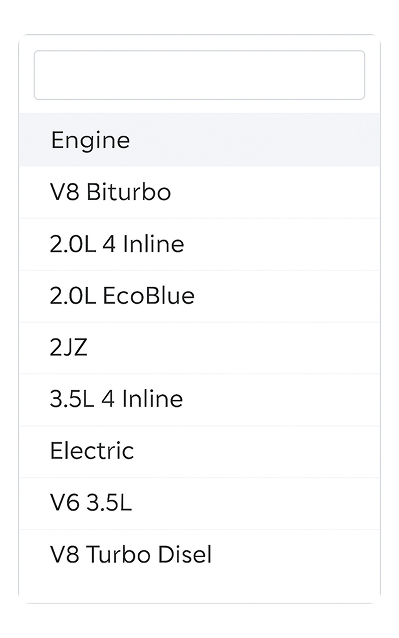 Engine
V8 Biturbo
2.0L 4 Inline
2.0L EcoBlue
2JZ
3.5L 4 Inline
Electric
V6 3.5L
V8 Turbo Disel